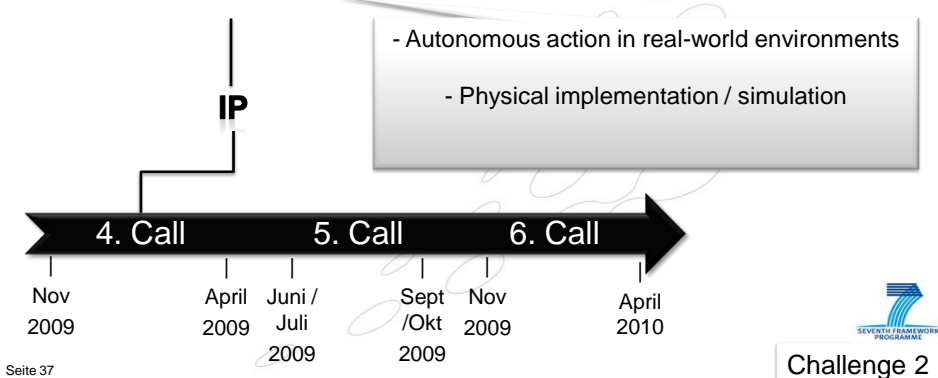 - Autonomous action in real-world environments
- Physical implementation / simulation
IP
4. Call
5. Call
6. Call
Nov
2009
April
2009
Juni /
Juli
2009
Sept
/Okt
2009
Nov
2009
April
2010
SEVENTH FRAMEWORK
PROGRAMME
Seite 37
Challenge 2